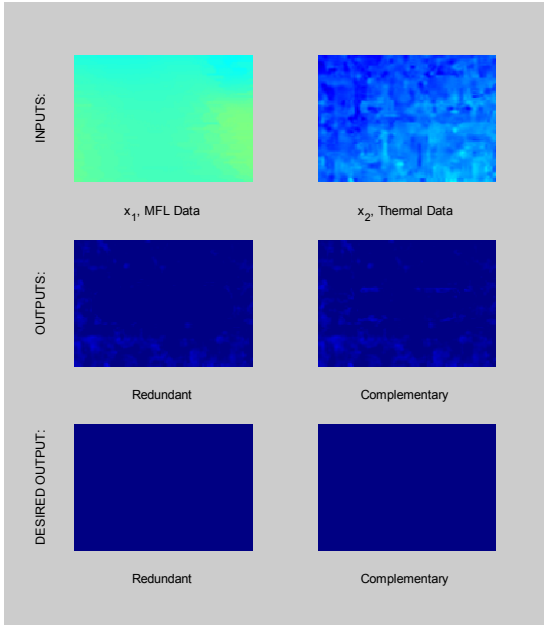 INPUTS:
x1, MFL Data
x2, Thermal Data
OUTPUTS:
Redundant
Complementary
DESIRED OUTPUT:
Redundant
Complementary